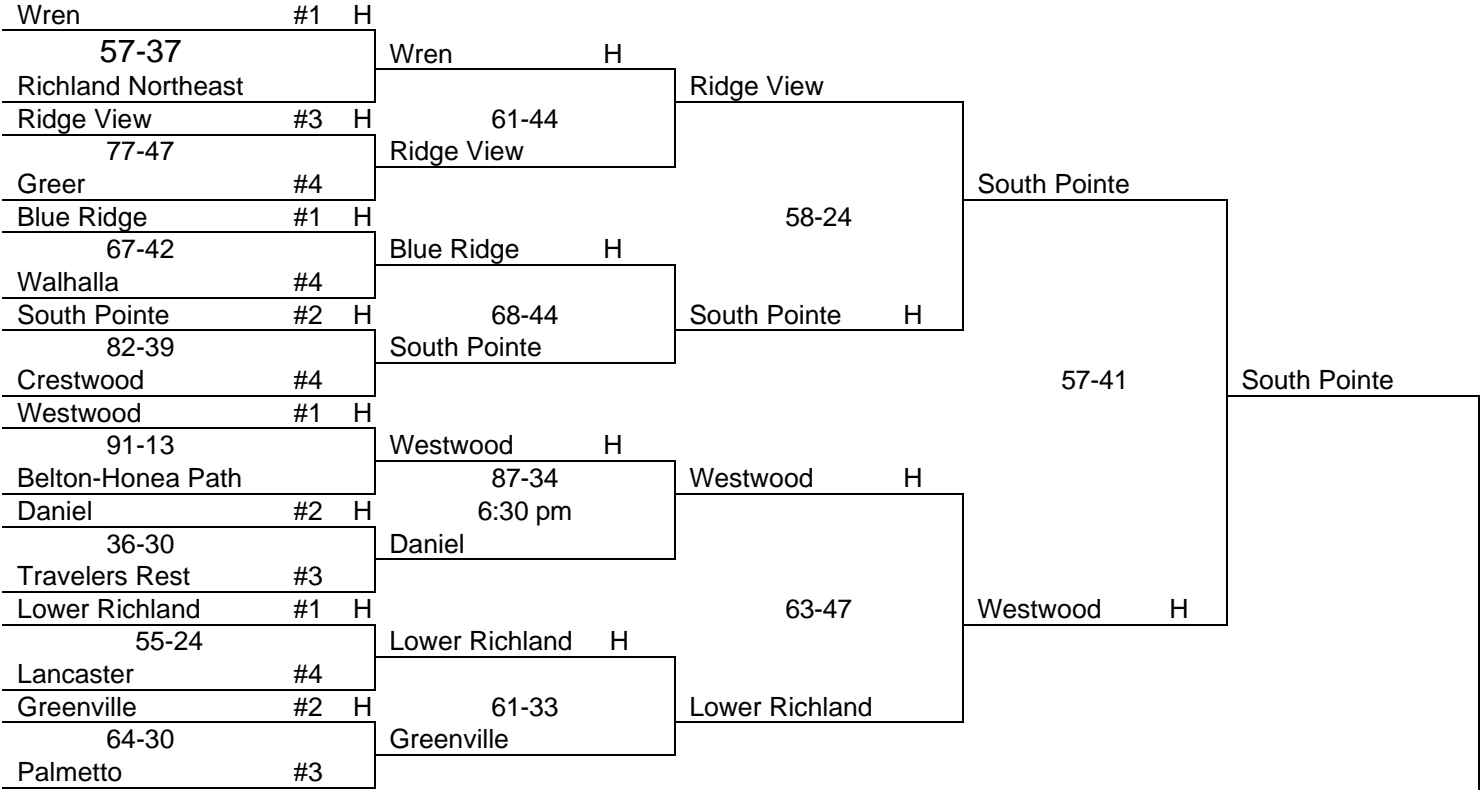 Wren #1 H
57-37
Richland Northeast
Ridge View #3 H
77-47
Greer #4
Blue Ridge #1 H
67-42
Walhalla #4
South Pointe #2 H
82-39
Crestwood #4
Westwood #1 H
91-13
Belton-Honea Path
Daniel #2 H
36-30
Travelers Rest #3
Lower Richland #1 H
55-24
Lancaster #4
Greenville #2 H
64-30
Palmetto #3
Wren H
61-44
Ridge View
Blue Ridge H
68-44
South Pointe
Westwood H
87-34
6:30 pm
Daniel
Lower Richland H
61-33
Greenville
Ridge View
58-24
South Pointe H
Westwood H
63-47
Lower Richland
South Pointe
57-41
Westwood H
South Pointe